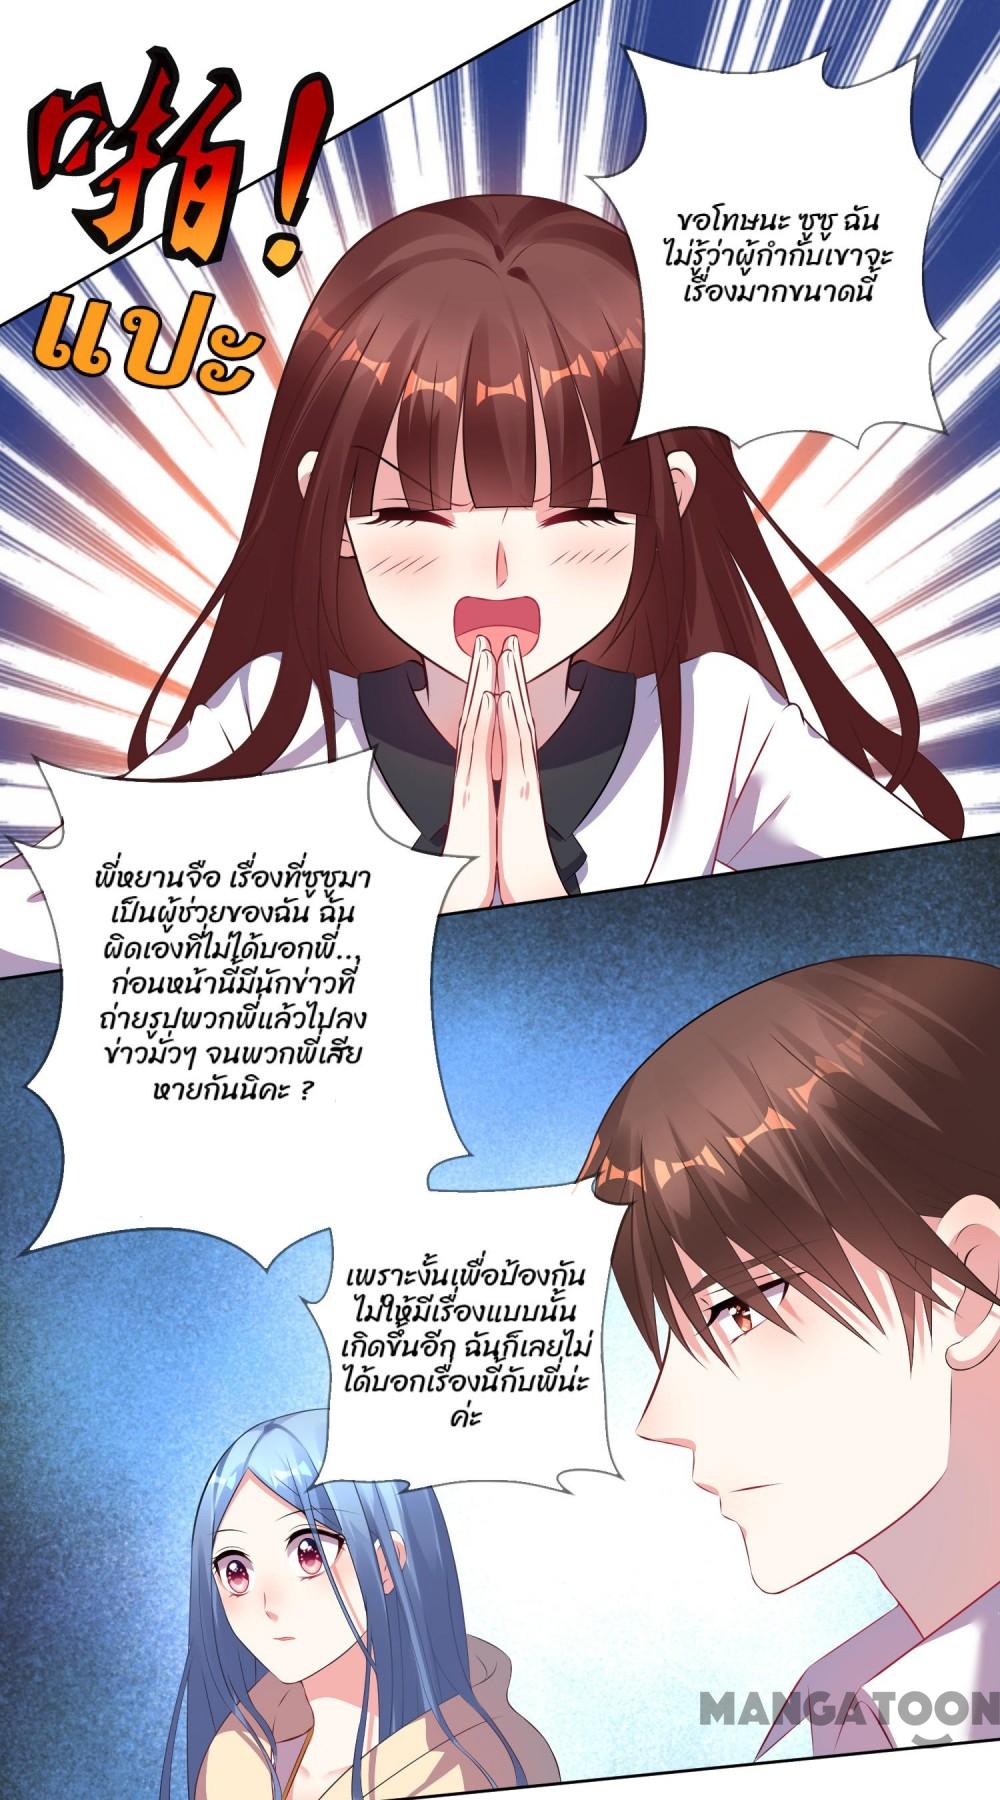 啪!
แปะ
ขอโทษนะ ซูซู ฉัน
ไม่รู้ว่าผู้กำกับเขาจะ
เรื่องมากขนาดนี้
พี่หยานจือ เรื่องที่ซูซูมา
เป็นผู้ช่วยของฉัน ฉัน
ผิดเองที่ไม่ได้บอกพี่...
ก่อนหน้านี้มีนักข่าวที่
ถ่ายรูปพวกพี่แล้วไปลง
ข่าวมั่วๆ จนพวกพี่เสีย
หายกันนิคะ ?
เพราะงั้นเพื่อป้องกัน
ไม่ให้มีเรื่องแบบนั้น
เกิดขึ้นอีก ฉันก็เลยไม่
ได้บอกเรื่องนี้กับพี่น่ะ
ค่ะ
MANGATOON